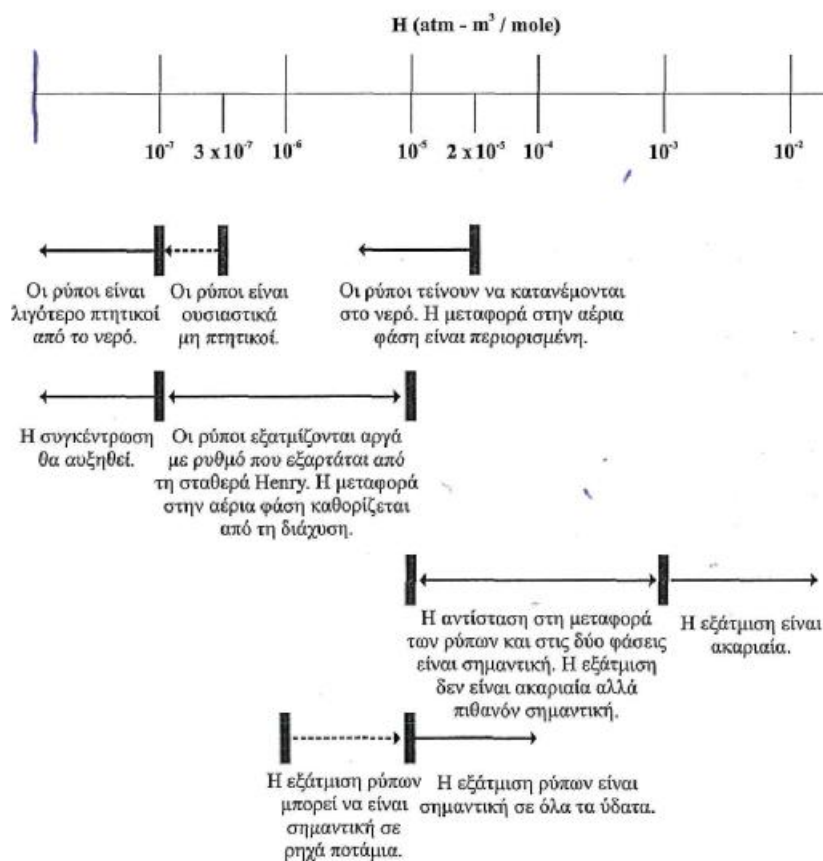 H (atm - m³ / mole)
10⁻⁷ 3 x 10⁻⁷ 10⁻⁶ 10⁻⁵ 2 x 10⁻⁵ 10⁻⁴ 10⁻³ 10⁻²
Οι ρύποι είναι
λιγότερο πτητικοί
από το νερό.
Οι ρύποι είναι
ουσιαστικά
μη πτητικοί.
Οι ρύποι τείνουν να κατανέμονται
στο νερό. Η μεταφορά στην αέρια
φάση είναι περιορισμένη.
Η συγκέντρωση
θα αυξηθεί.
Οι ρύποι εξατμίζονται αργά
με ρυθμό που εξαρτάται από
τη σταθερά Henry. Η μεταφορά
στην αέρια φάση καθορίζεται
από τη διάχυση.
Η αντίσταση στη μεταφορά
των ρύπων και στις δύο φάσεις
είναι σημαντική. Η εξάτμιση
δεν είναι ακαριαία αλλά
πιθανόν σημαντική.
Η εξάτμιση είναι
ακαριαία.
Η εξάτμιση ρύπων
μπορεί να είναι
σημαντική σε
ρηχά ποτάμια.
Η εξάτμιση ρύπων είναι
σημαντική σε όλα τα ύδατα.